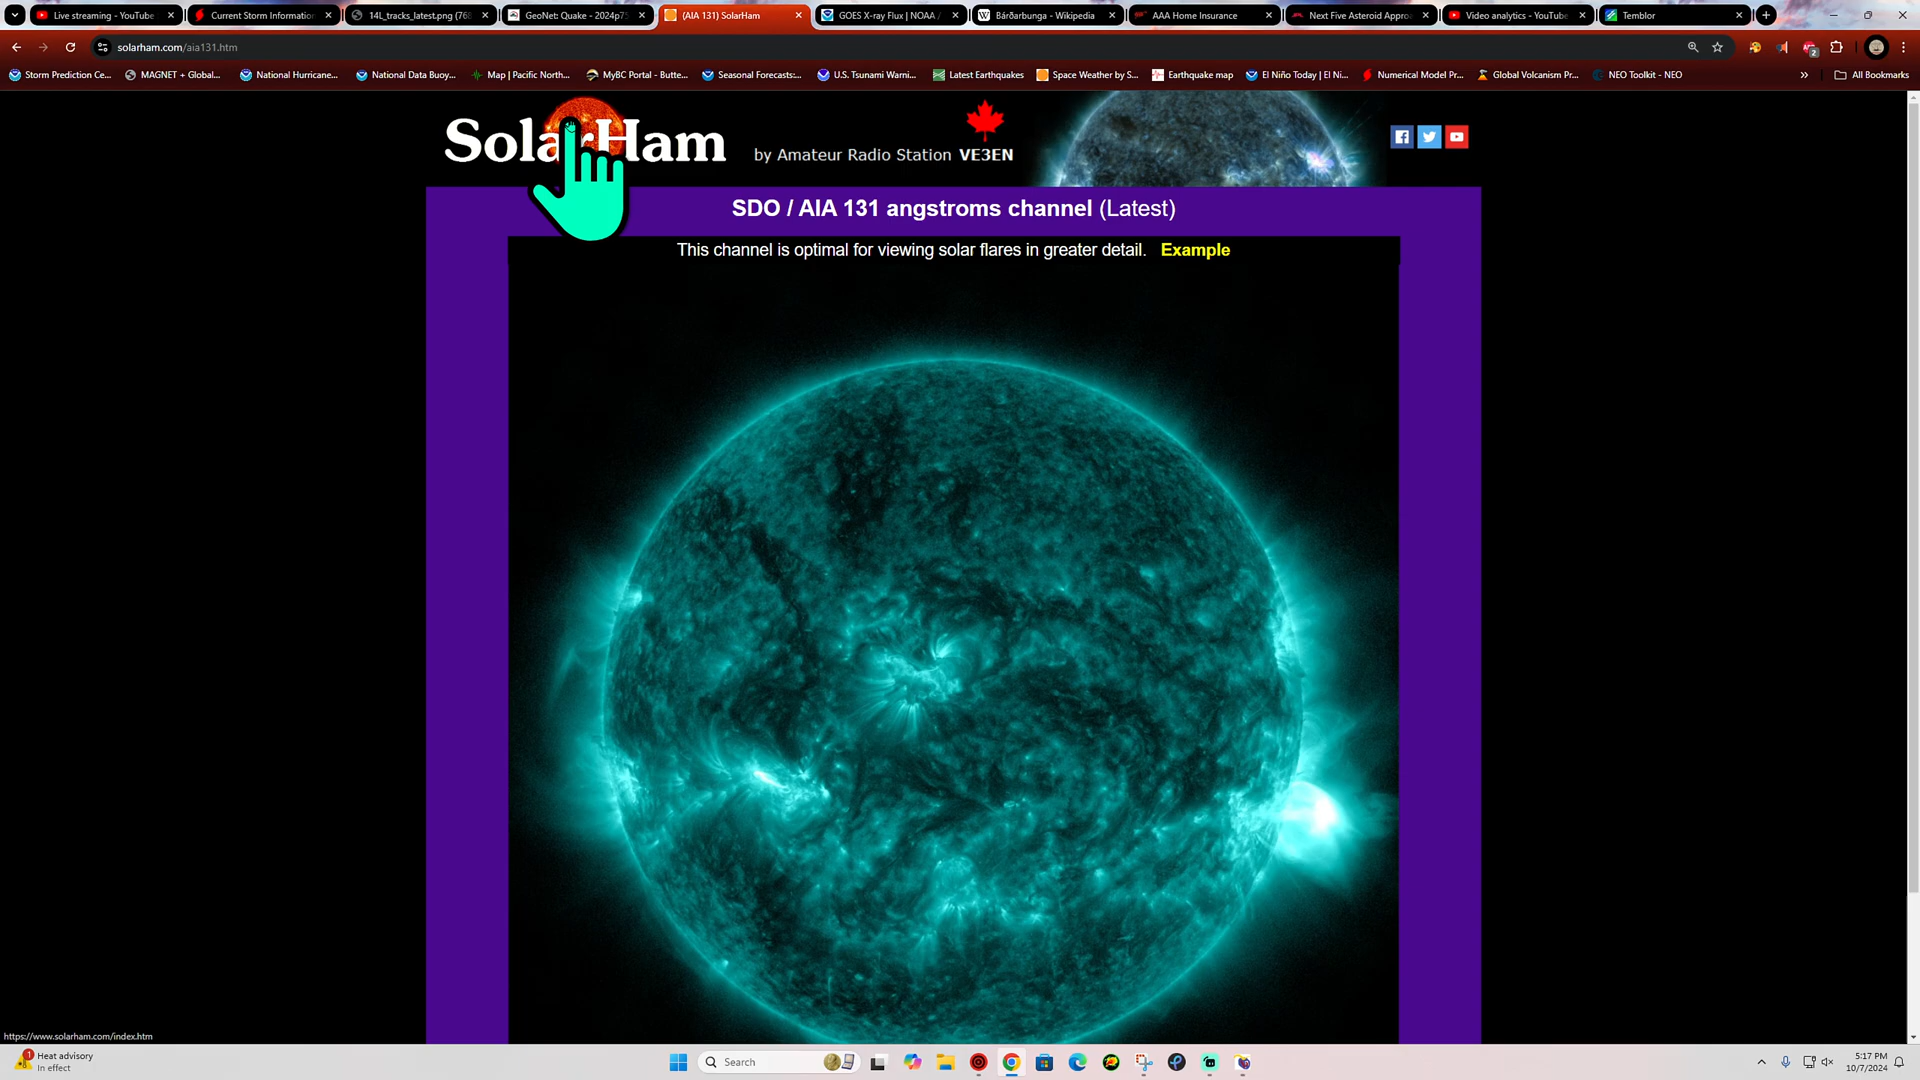 Live streaming - YouTube
Current Storm Information
14L_tracks_latest.png (768
GeoNet: Quake - 2024p75
(AIA 131) SolarHam
GOES X-ray Flux | NOAA /
Bárðarbunga - Wikipedia
AAA Home Insurance
Next Five Asteroid Appro
Video analytics - YouTube
Temblor
solarham.com/aia131.htm
Storm Prediction Ce...
MAGNET + Global...
National Hurricane...
National Data Buoy...
Map | Pacific North...
MyBC Portal - Butte...
Seasonal Forecasts:...
U.S. Tsunami Warni...
Latest Earthquakes
Space Weather by S...
Earthquake map
El Niño Today | El Ni...
Numerical Model Pr...
Global Volcanism Pr...
NEO Toolkit - NEO
All Bookmarks
SolarHam
by Amateur Radio Station VE3EN
SDO / AIA 131 angstroms channel (Latest)
This channel is optimal for viewing solar flares in greater detail. Example
https://www.solarham.com/index.htm
Heat advisory
In effect
Search
5:17 PM
10/7/2024